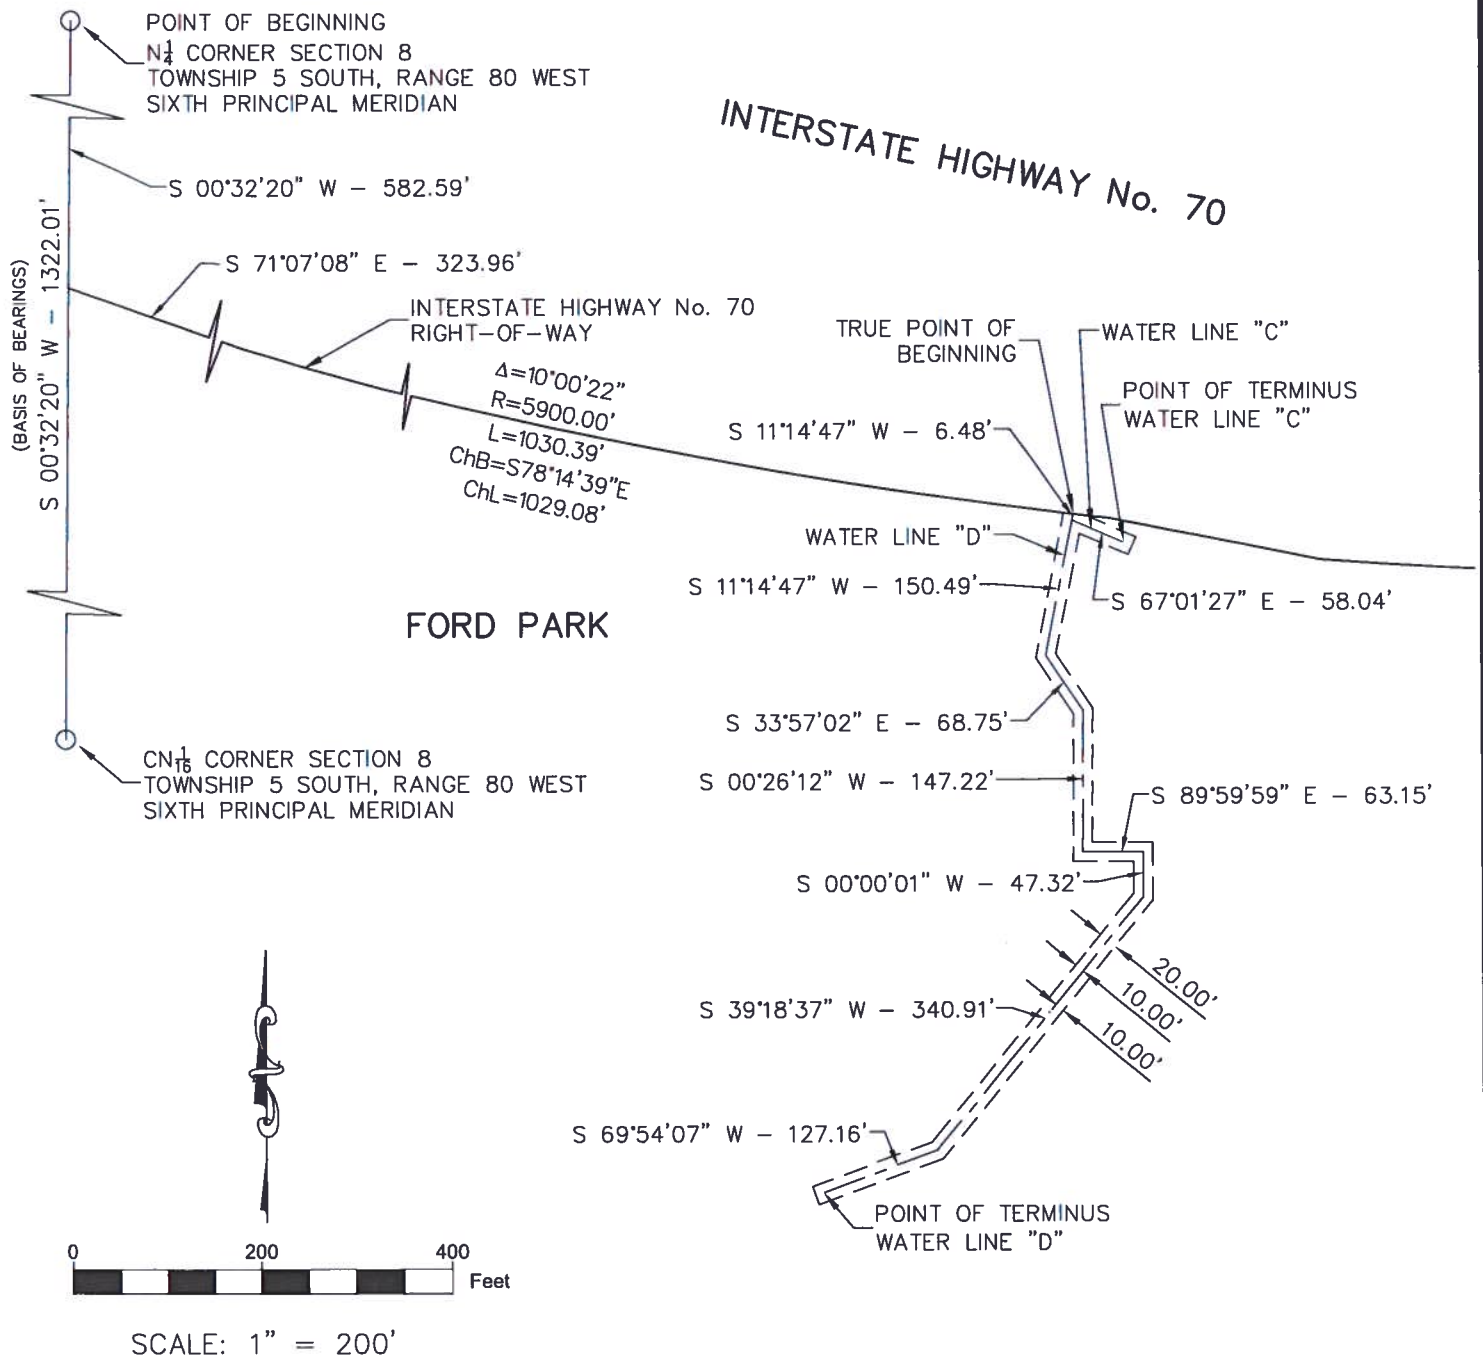 POINT OF BEGINNING
N1/4 CORNER SECTION 8
TOWNSHIP 5 SOUTH, RANGE 80 WEST
SIXTH PRINCIPAL MERIDIAN
INTERSTATE HIGHWAY No. 70
S 00°32'20" W - 582.59'
(BASIS OF BEARINGS)
S 00°32'20" W - 1322.01'
S 71°07'08" E - 323.96'
INTERSTATE HIGHWAY No. 70
RIGHT-OF-WAY
Δ=10°00'22"
R=5900.00'
L=1030.39'
ChB=S78°14'39"E
ChL=1029.08'
TRUE POINT OF
BEGINNING
WATER LINE "C"
POINT OF TERMINUS
WATER LINE "C"
S 11°14'47" W - 6.48'
WATER LINE "D"
S 11°14'47" W - 150.49'
S 67°01'27" E - 58.04'
FORD PARK
S 33°57'02" E - 68.75'
CN1/16 CORNER SECTION 8
TOWNSHIP 5 SOUTH, RANGE 80 WEST
SIXTH PRINCIPAL MERIDIAN
S 00°26'12" W - 147.22'
S 89°59'59" E - 63.15'
S 00°00'01" W - 47.32'
20.00'
10.00'
10.00'
S 39°18'37" W - 340.91'
S 69°54'07" W - 127.16'
POINT OF TERMINUS
WATER LINE "D"
0 200 400
Feet
SCALE: 1" = 200'